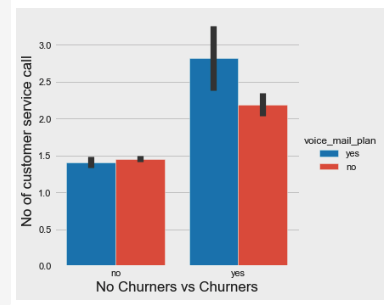 No of customer service call
3.0
2.5
2.0
1.5
1.0
0.5
0.0
no
yes
No Churners vs Churners
voice_mail_plan
yes
no